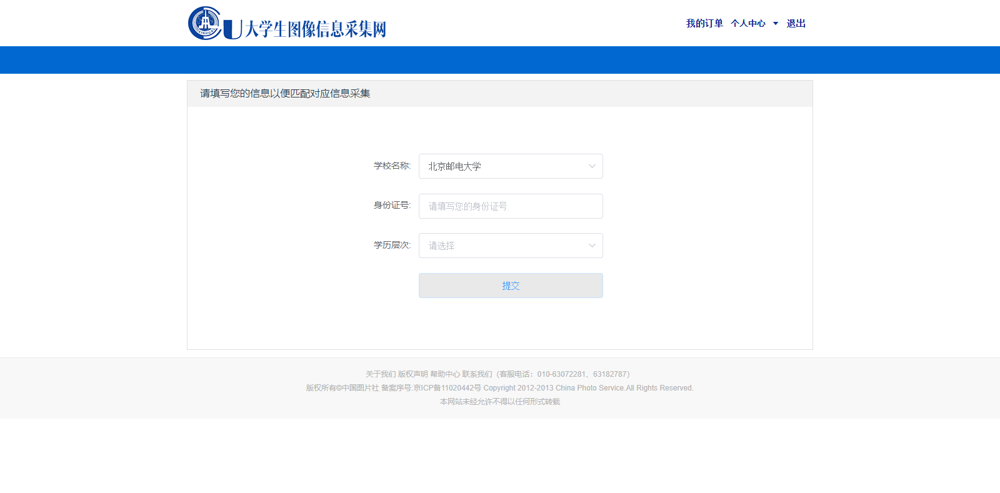 XINHUA
CU大学生图像信息采集网
我的订单 个人中心 退出
请填写您的信息以便匹配对应信息采集
学校名称: 北京邮电大学
身份证号: 请填写您的身份证号
学历层次: 请选择
提交
关于我们 版权声明 帮助中心 联系我们（客服电话：010-63072281、63182787）
版权所有©中国图片社 备案序号:京ICP备11020442号 Copyright 2012-2013 China Photo Service.All Rights Reserved.
本网站未经允许不得以任何形式转载